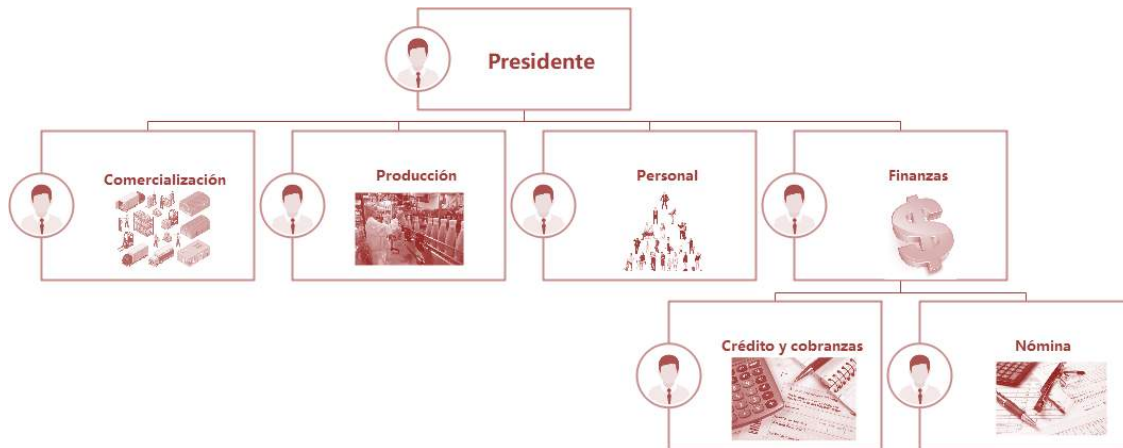 Presidente
Comercialización
Producción
Personal
Finanzas
Crédito y cobranzas
Nómina